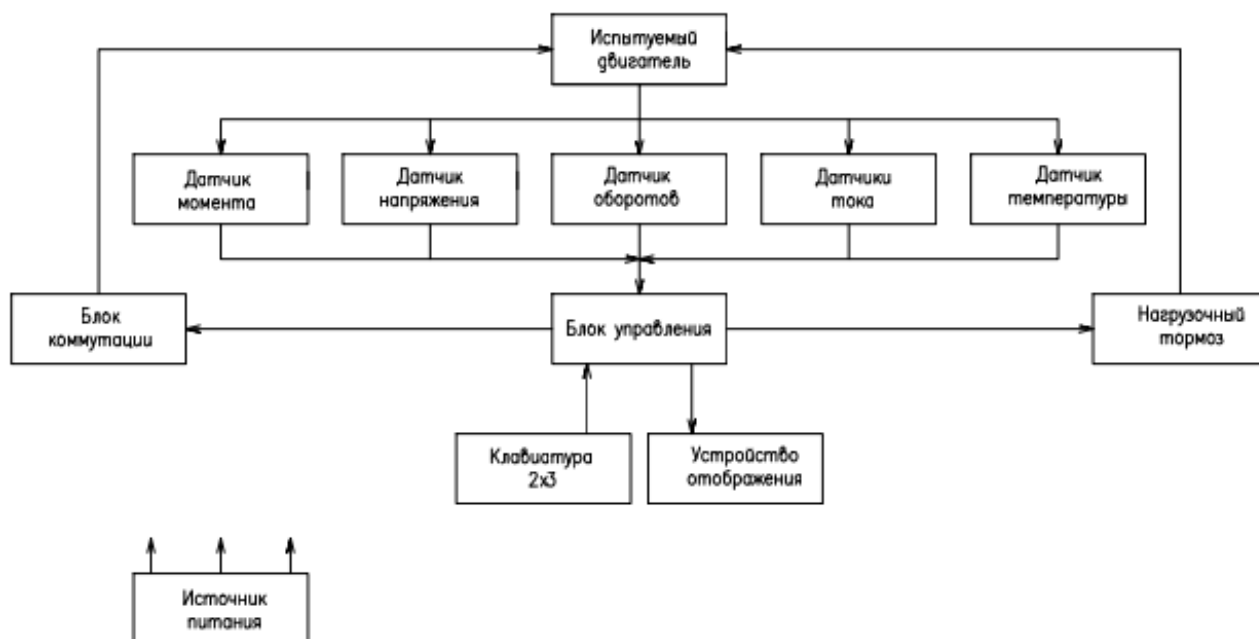 Испытуемый
двигатель
Датчик
момента
Датчик
напряжения
Датчик
оборотов
Датчики
тока
Датчик
температуры
Блок
коммутации
Блок управления
Нагрузочный
тормоз
Клавиатура
2х3
Устройство
отображения
Источник
питания